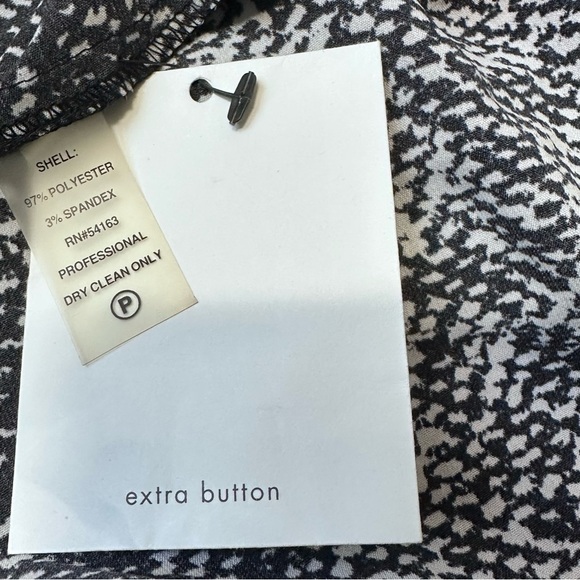 SHELL:
97% POLYESTER
3% SPANDEX
RN#54163
PROFESSIONAL
DRY CLEAN ONLY
P
extra button